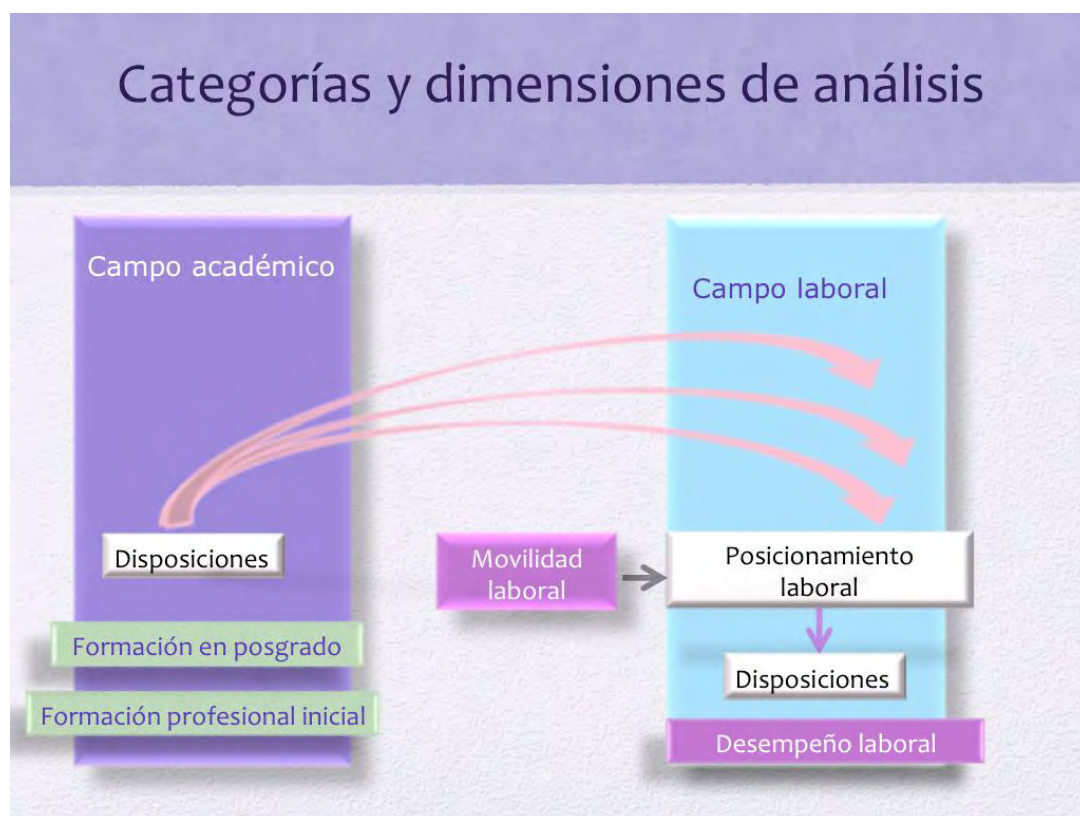 Categorías y dimensiones de análisis
Campo académico
Campo laboral
Disposiciones
Movilidad
laboral
Posicionamiento
laboral
Formación en posgrado
Disposiciones
Formación profesional inicial
Desempeño laboral